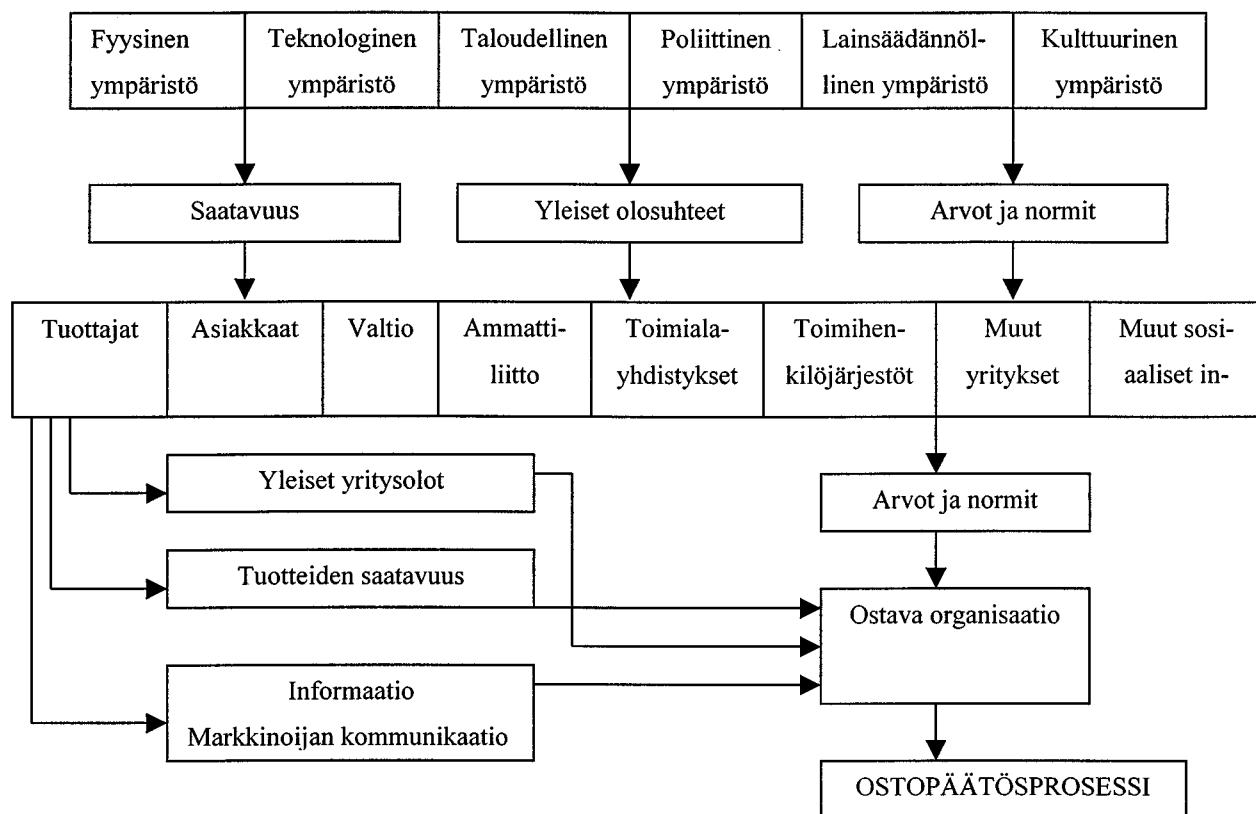 Fyysinen
ympäristö
Teknologinen
ympäristö
Taloudellinen
ympäristö
Poliittinen
ympäristö
Lainsäädännöl-
linen ympäristö
Kulttuurinen
ympäristö
Saatavuus
Yleiset olosuhteet
Arvot ja normit
Tuottajat
Asiakkaat
Valtio
Ammatti-
liitto
Toimiala-
yhdistykset
Toimihen-
kilöjärjestöt
Muut
yritykset
Muut sosi-
aaliset in-
Yleiset yritysolot
Arvot ja normit
Tuotteiden saatavuus
Ostava organisaatio
Informaatio
Markkinoijan kommunikaatio
OSTOPÄÄTÖSPROSESSI